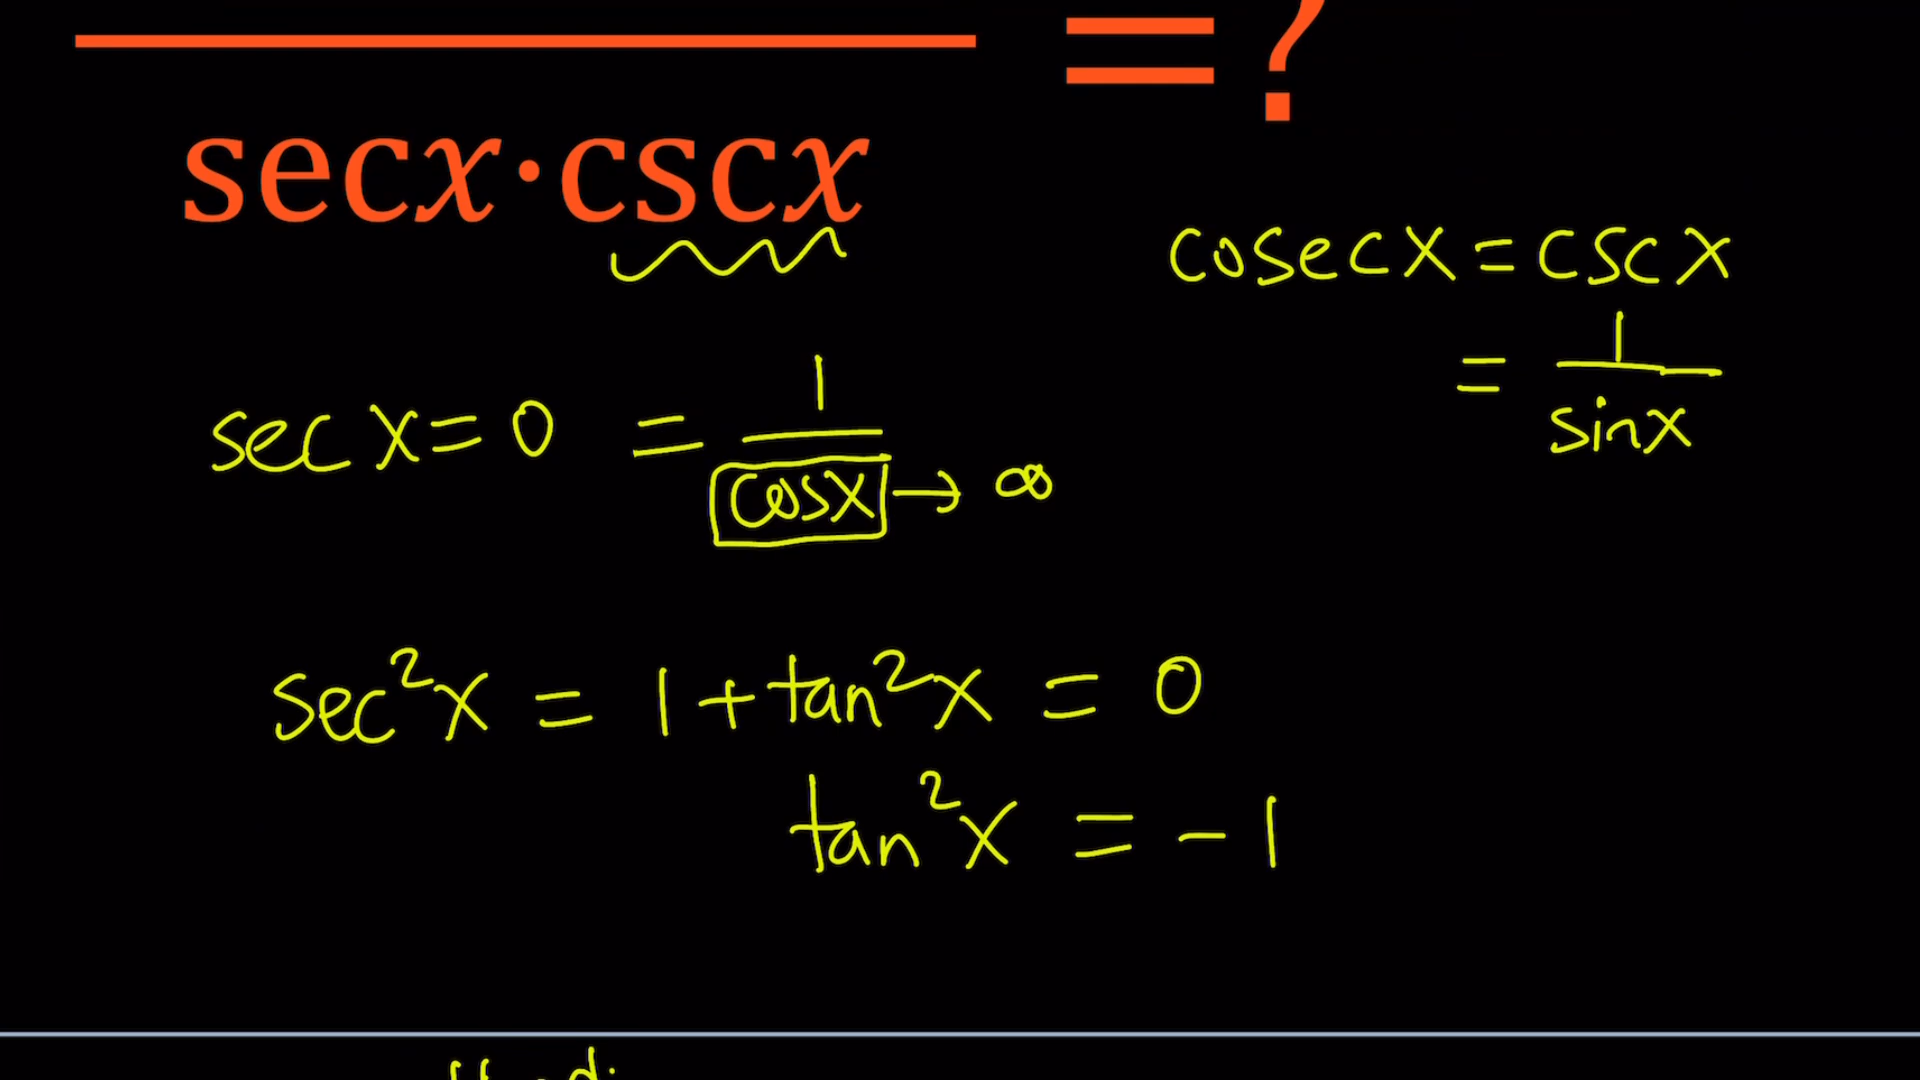 =?
secx·cscx
cosecx = cscx
= 1/sinx
secx = 0 = 1/cosx → ∞
sec²x = 1 + tan²x = 0
tan²x = -1